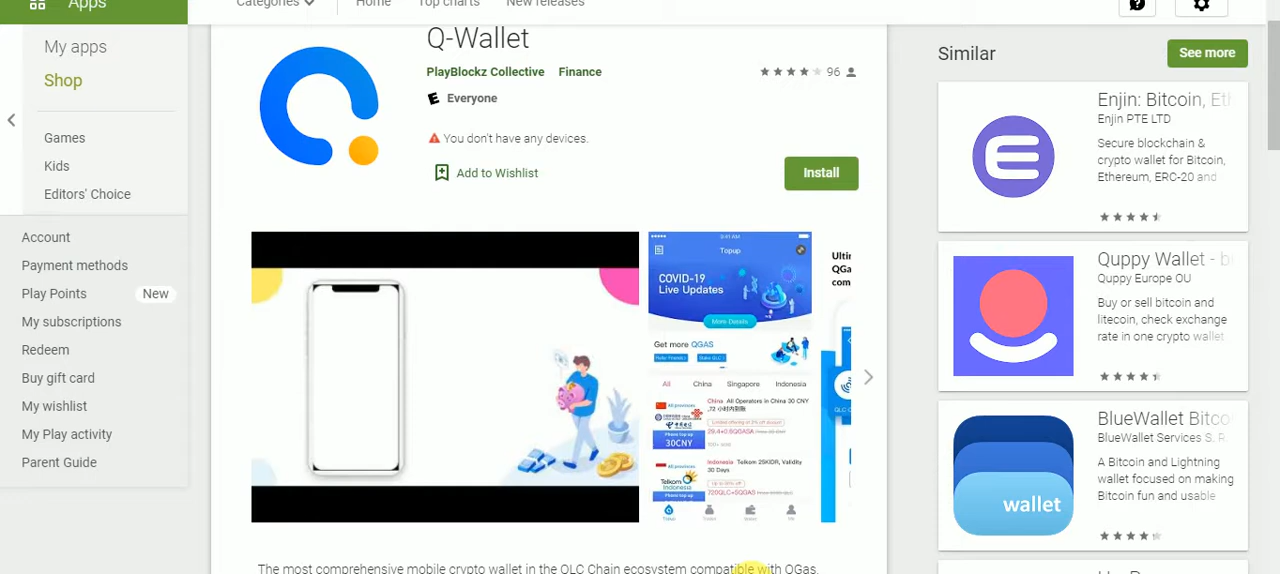 Apps
Categories
Home
Top charts
New releases
My apps
Shop
Games
Kids
Editors' Choice
Account
Payment methods
Play Points
New
My subscriptions
Redeem
Buy gift card
My wishlist
My Play activity
Parent Guide
Q-Wallet
PlayBlockz Collective
Finance
96
E Everyone
You don't have any devices.
Add to Wishlist
Install
Topup
COVID-19
Live Updates
More Details
Get more QGAS
All China Singapore Indonesia
China All Operators in China 30 CNY
30CNY
Indonesia Telkom 25KIDR, Validity
30 Days
Telkom
Indonesia
The most comprehensive mobile crypto wallet in the QLC Chain ecosystem compatible with QGas.
Similar
See more
Enjin: Bitcoin, Eth
Enjin PTE LTD
Secure blockchain &
crypto wallet for Bitcoin,
Ethereum, ERC-20 and
Quppy Wallet - bi
Quppy Europe OU
Buy or sell bitcoin and
litecoin, check exchange
rate in one crypto wallet
BlueWallet Bitco
BlueWallet Services S. R.
A Bitcoin and Lightning
wallet focused on making
Bitcoin fun and usable
wallet